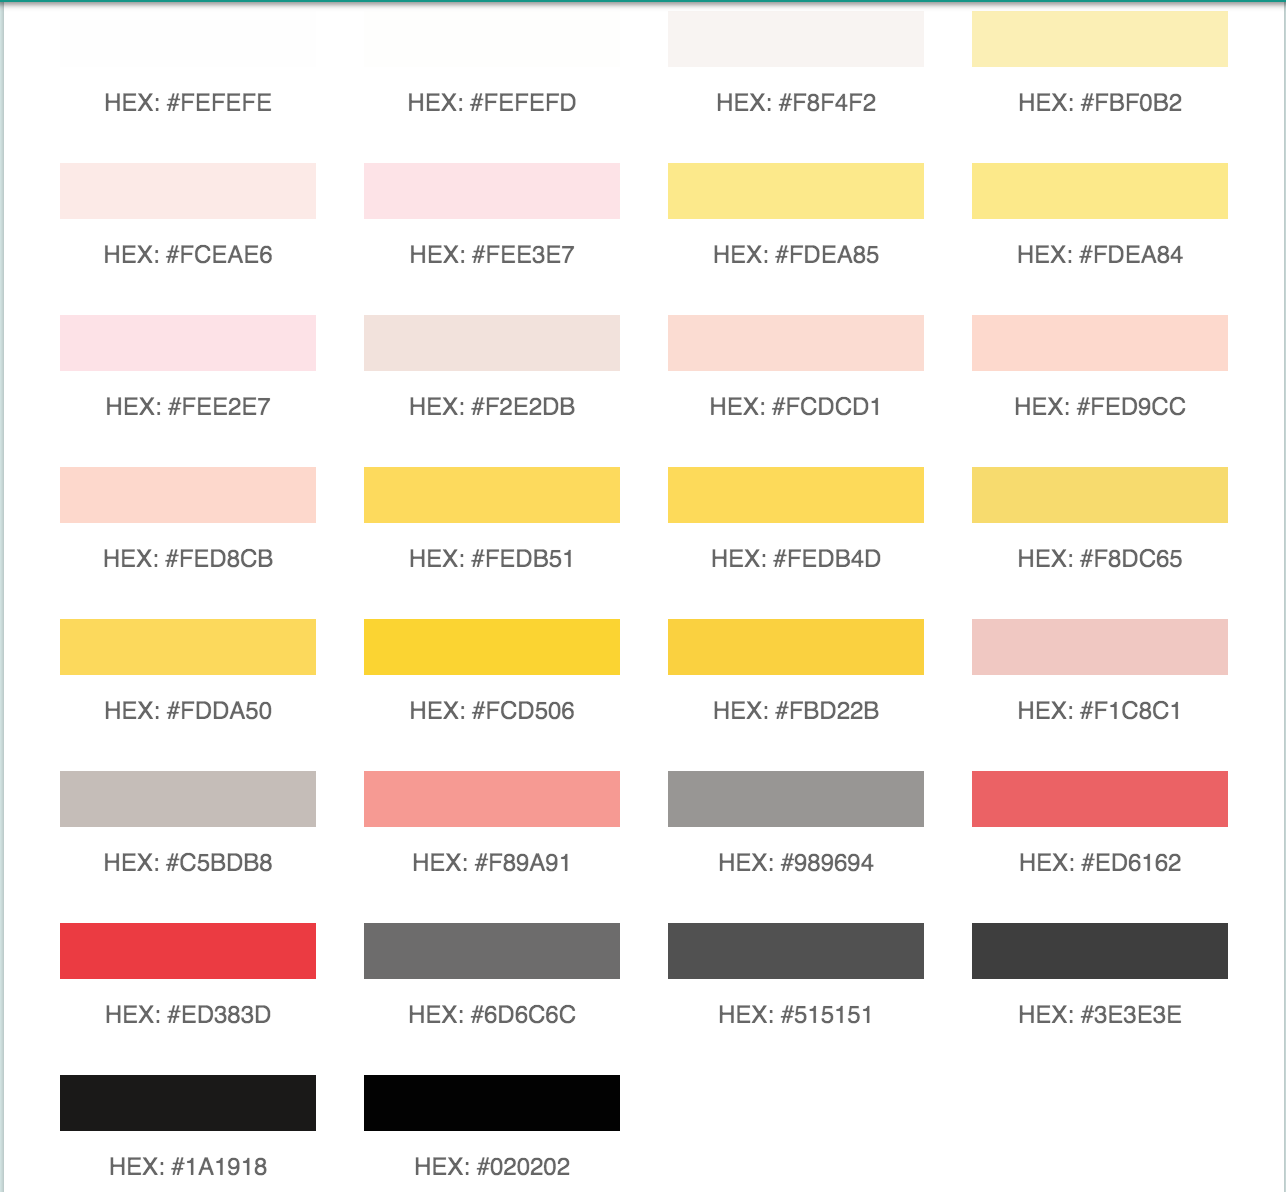 HEX: #FEFEFE HEX: #FEFEFD HEX: #F8F4F2 HEX: #FBF0B2
HEX: #FCEAE6 HEX: #FEE3E7 HEX: #FDEA85 HEX: #FDEA84
HEX: #FEE2E7 HEX: #F2E2DB HEX: #FCDCD1 HEX: #FED9CC
HEX: #FED8CB HEX: #FEDB51 HEX: #FEDB4D HEX: #F8DC65
HEX: #FDDA50 HEX: #FCD506 HEX: #FBD22B HEX: #F1C8C1
HEX: #C5BDB8 HEX: #F89A91 HEX: #989694 HEX: #ED6162
HEX: #ED383D HEX: #6D6C6C HEX: #515151 HEX: #3E3E3E
HEX: #1A1918 HEX: #020202